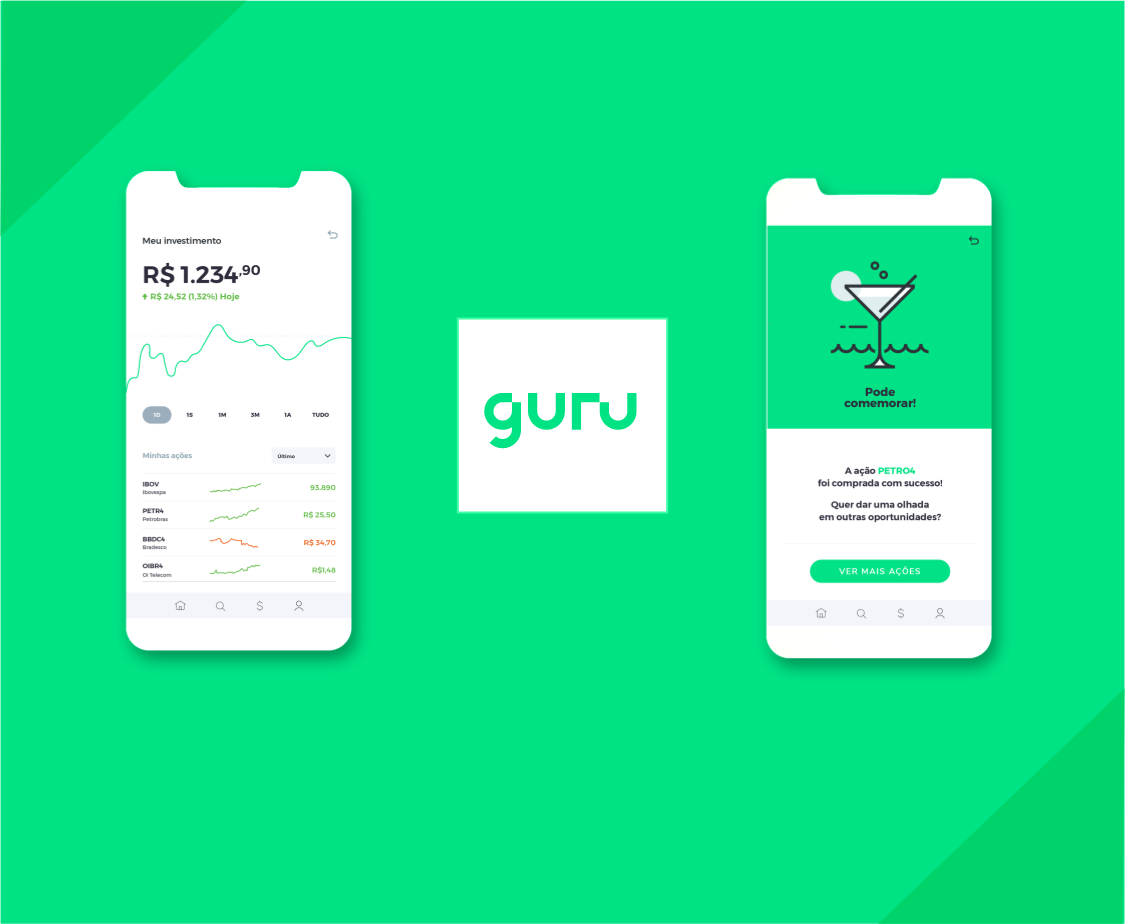 Meu investimento
R$ 1.234,90
R$ 24,52 (1,32%) Hoje
1D 1S 1M 3M 1A TUDO
Minhas ações Último
IBOV
Ibovespa
93.890
PETR4
Petrobras
R$ 25,50
BBDC4
Bradesco
R$ 34,70
OIBR4
OI Telecom
R$1,48
guru
Pode
comemorar!
A ação PETRO4
foi comprada com sucesso!
Quer dar uma olhada
em outras oportunidades?
VER MAIS AÇÕES